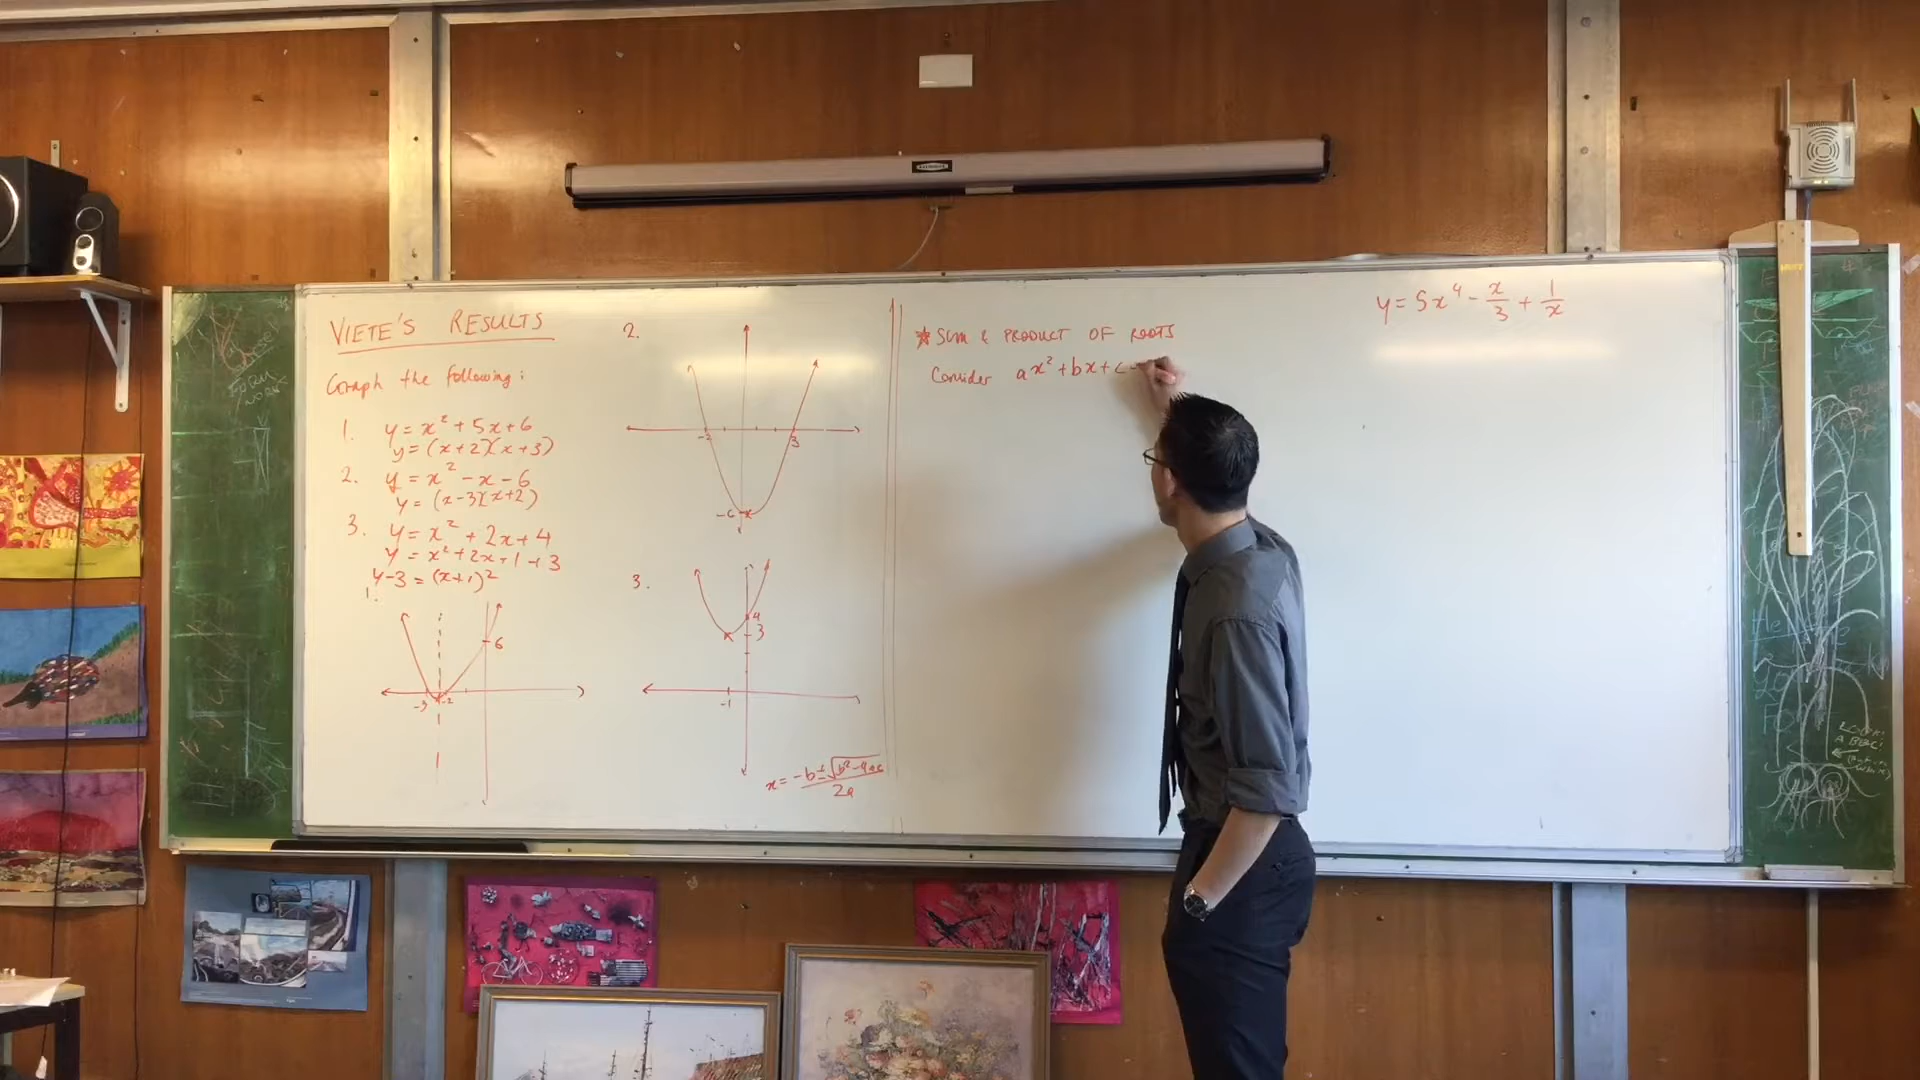 VIETE'S RESULTS
Graph the following:
1. y = x² + 5x + 6
y = (x+2)(x+3)
2. y = x² - x - 6
y = (x-3)(x+2)
3. y = x² + 2x + 4
y = x² + 2x + 1 + 3
y - 3 = (x+1)²
1.
6
-3 -2
2.
-2 3
-6
3.
4
3
-1
x = -b ± √b² - 4ac / 2a
★ SUM & PRODUCT OF ROOTS
Consider ax² + bx + c
y = 5x⁴ - x/3 + 1/x